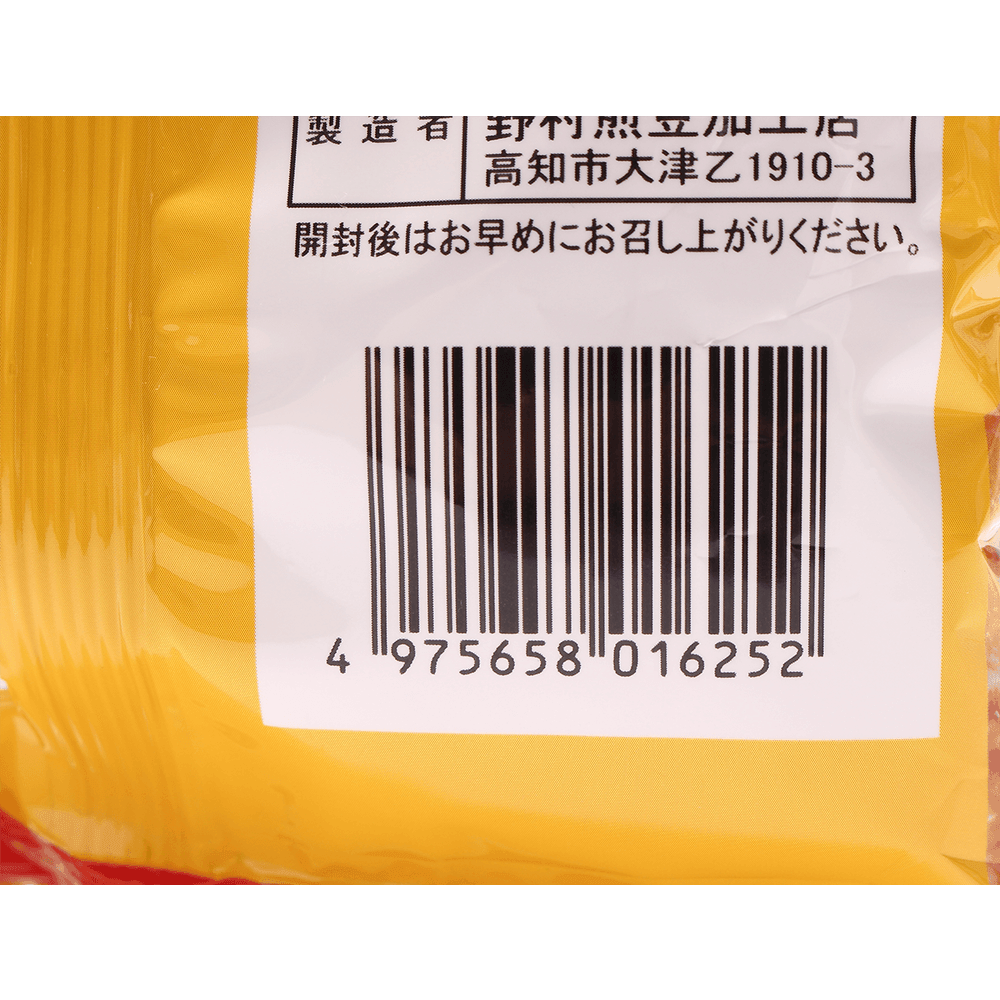 製造者 野村煎豆加工店
高知市大津乙1910-3
開封後はお早めにお召し上がりください。
4 975658 016252